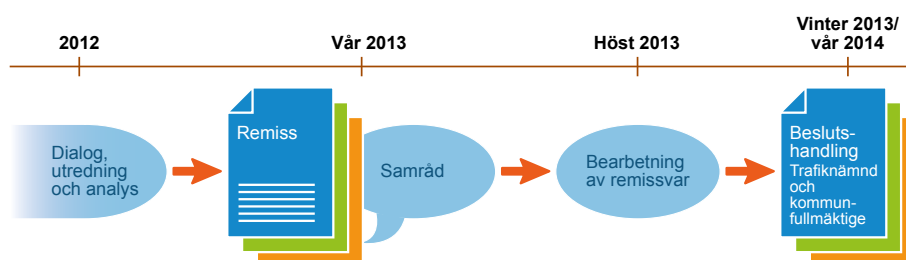 2012
Vår 2013
Höst 2013
Vinter 2013/
vår 2014
Dialog,
utredning
och analys
Remiss
Samråd
Bearbetning
av remissvar
Besluts-
handling
Trafiknämnd
och
kommun-
fullmäktige